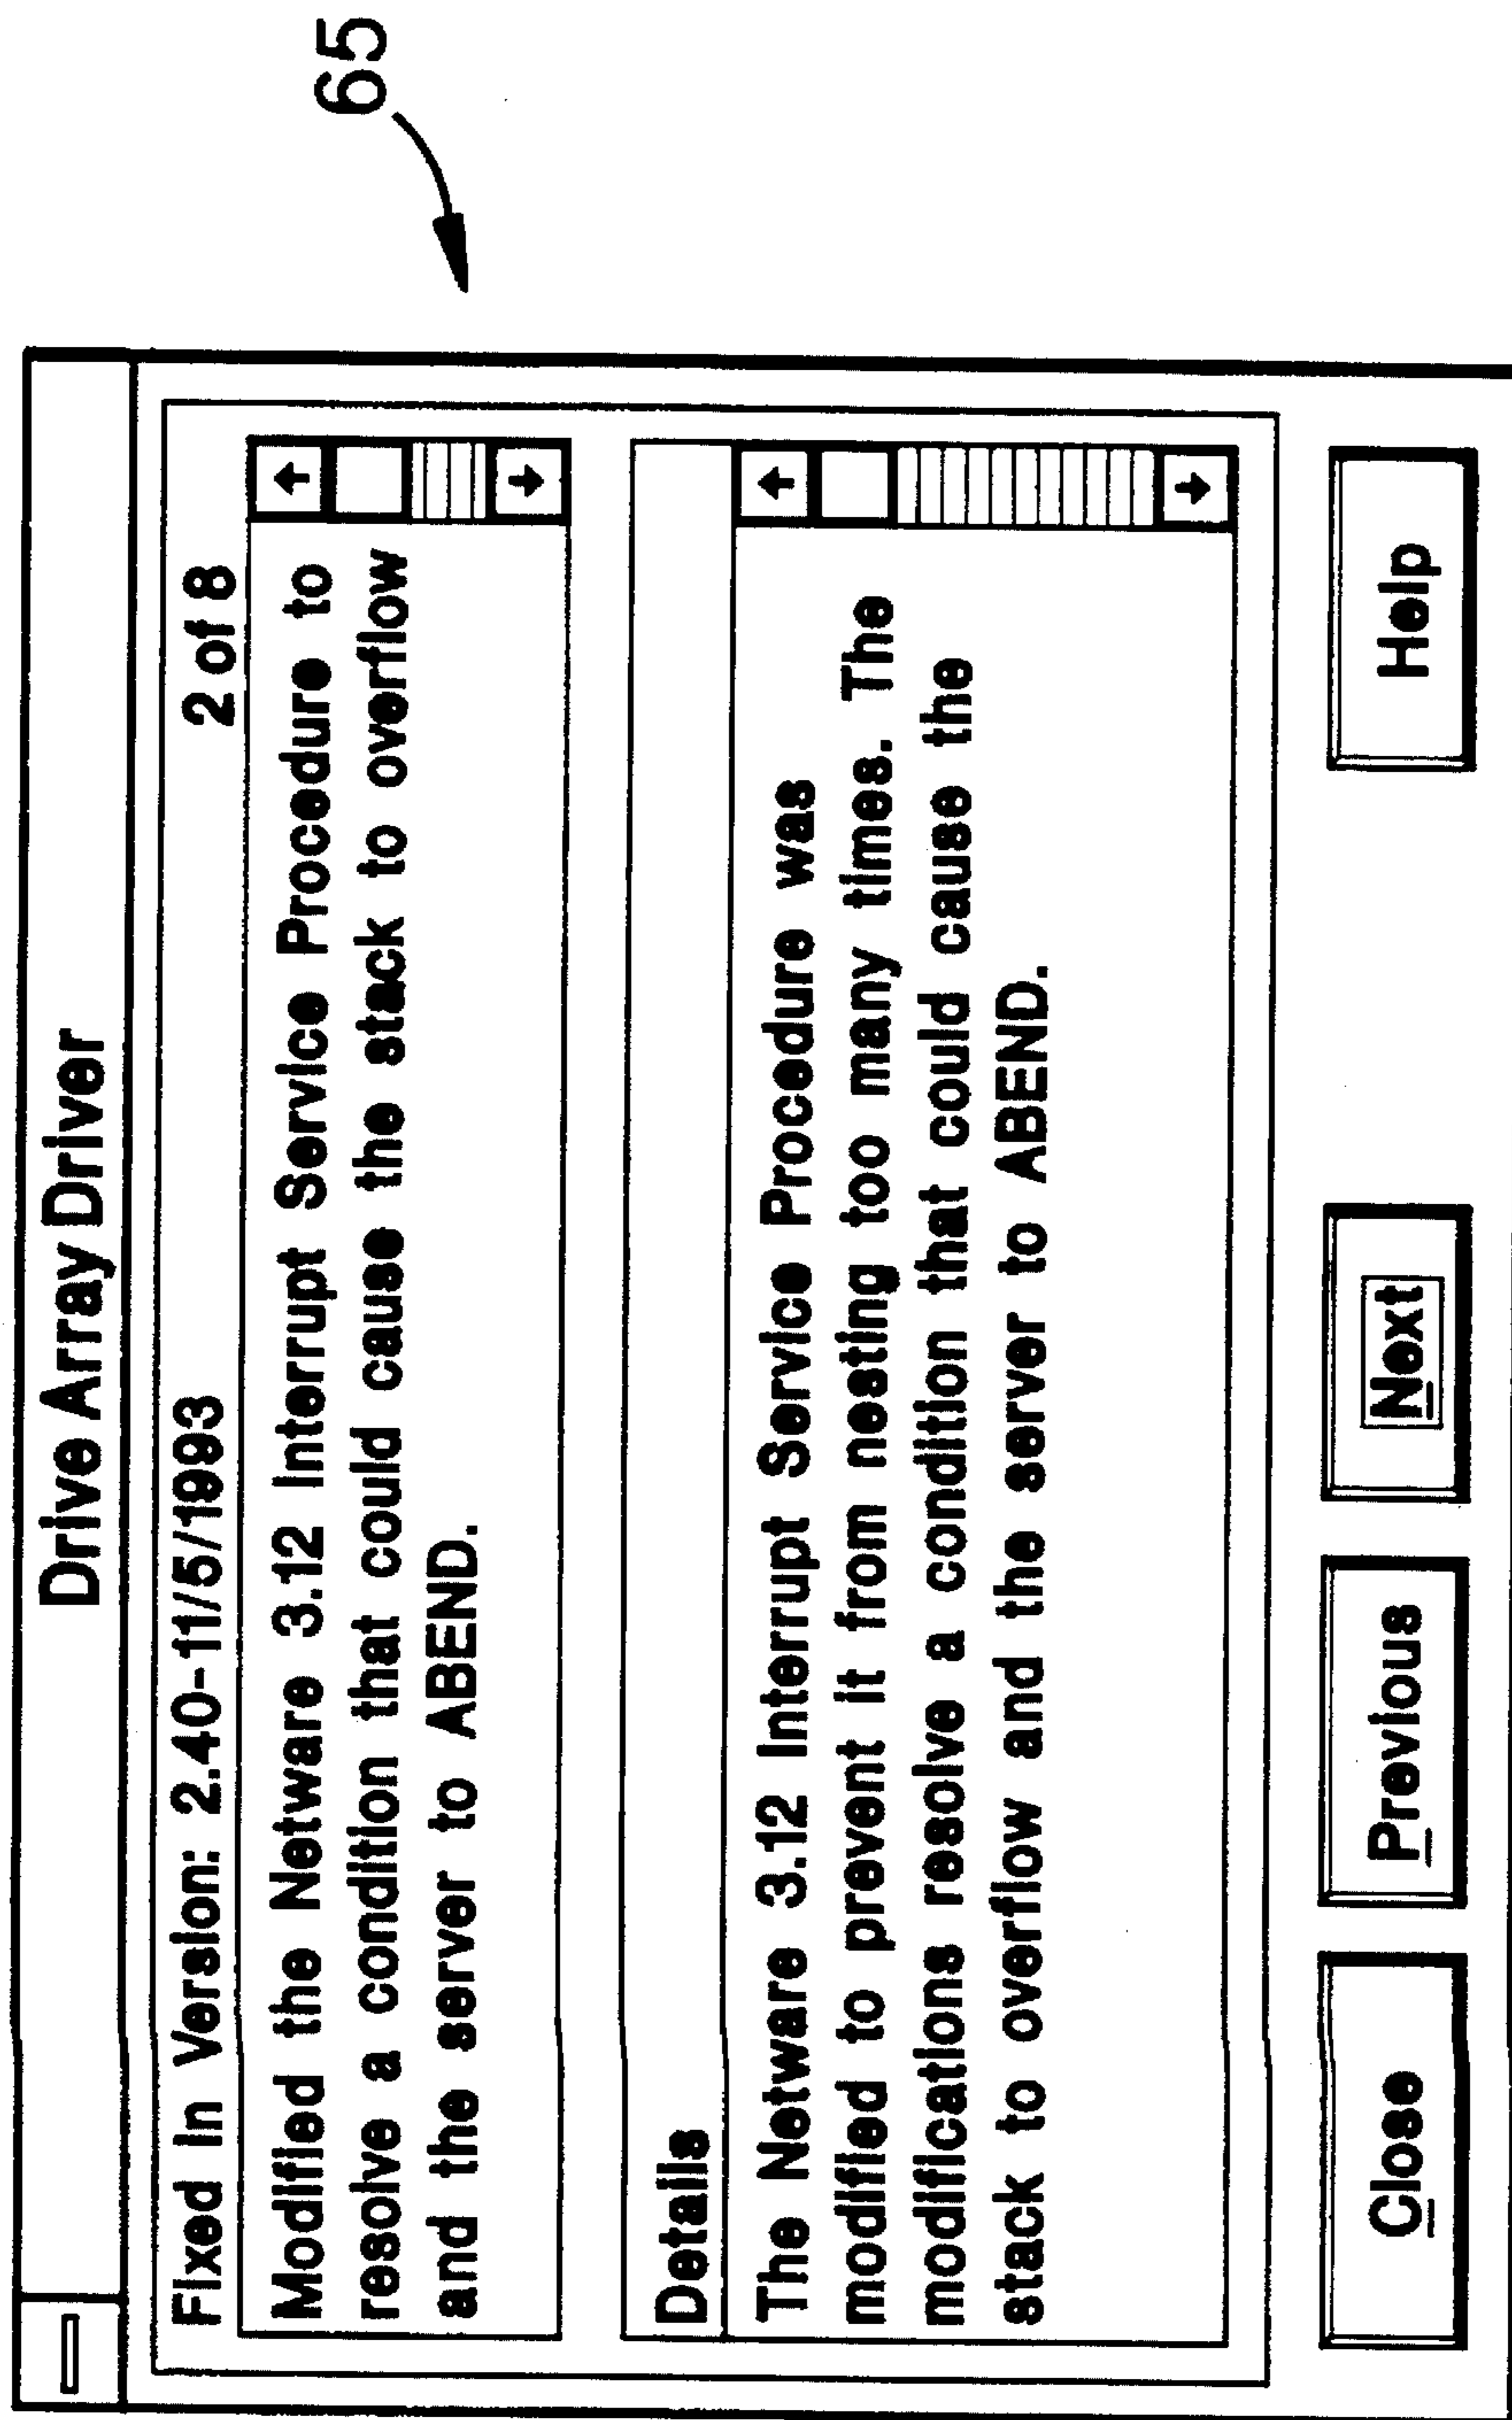 65
Drive Array Driver
Fixed In Version: 2.40-11/5/1993 2 of 8
Modified the Netware 3.12 Interrupt Service Procedure to
resolve a condition that could cause the stack to overflow
and the server to ABEND.
Details
The Netware 3.12 Interrupt Service Procedure was
modified to prevent it from nesting too many times. The
modifications resolve a condition that could cause the
stack to overflow and the server to ABEND.
Close Previous Next Help